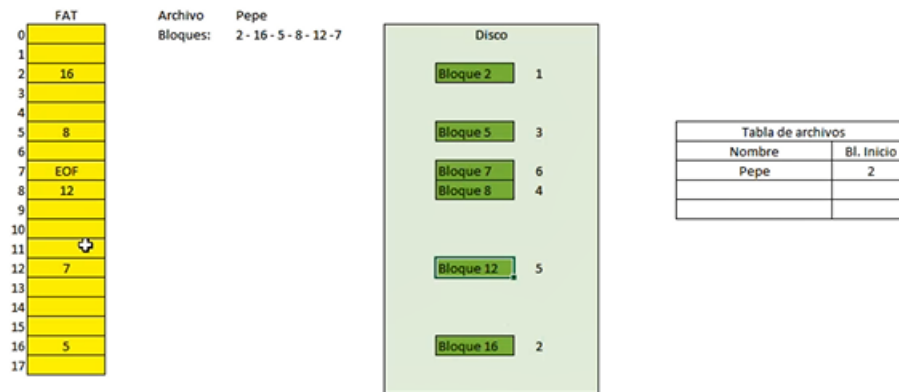 FAT
0
1
2 16
3
4
5 8
6
7 EOF
8 12
9
10
11
12 7
13
14
15
16 5
17
Archivo Pepe
Bloques: 2 - 16 - 5 - 8 - 12 -7
Disco
Bloque 2 1
Bloque 5 3
Bloque 7 6
Bloque 8 4
Bloque 12 5
Bloque 16 2
Tabla de archivos
Nombre Bl. Inicio
Pepe 2